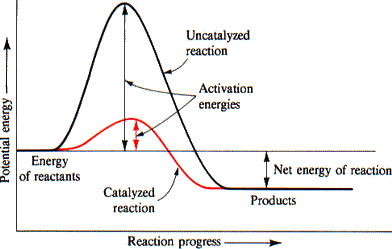 Uncatalyzed
reaction
Activation
energies
Potential energy
Energy
of reactants
Net energy of reaction
Catalyzed
reaction
Products
Reaction progress